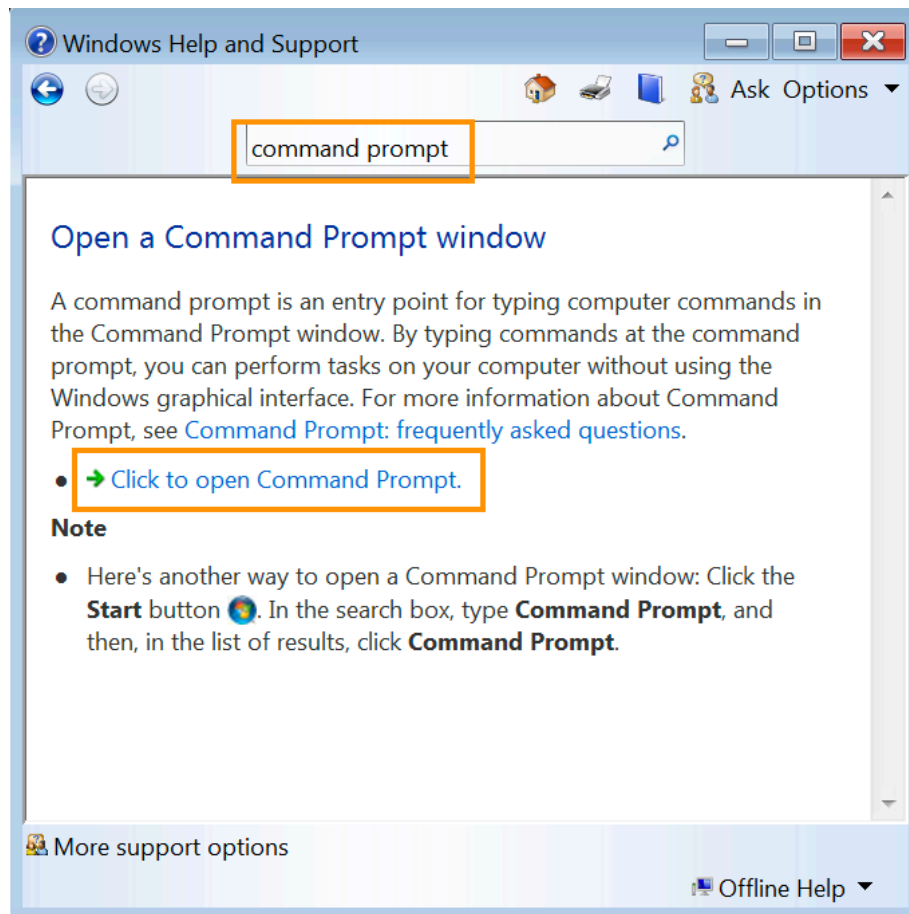 Windows Help and Support
Ask Options
command prompt
Open a Command Prompt window
A command prompt is an entry point for typing computer commands in
the Command Prompt window. By typing commands at the command
prompt, you can perform tasks on your computer without using the
Windows graphical interface. For more information about Command
Prompt, see Command Prompt: frequently asked questions.
Click to open Command Prompt.
Note
Here's another way to open a Command Prompt window: Click the
Start button . In the search box, type Command Prompt, and
then, in the list of results, click Command Prompt.
More support options
Offline Help